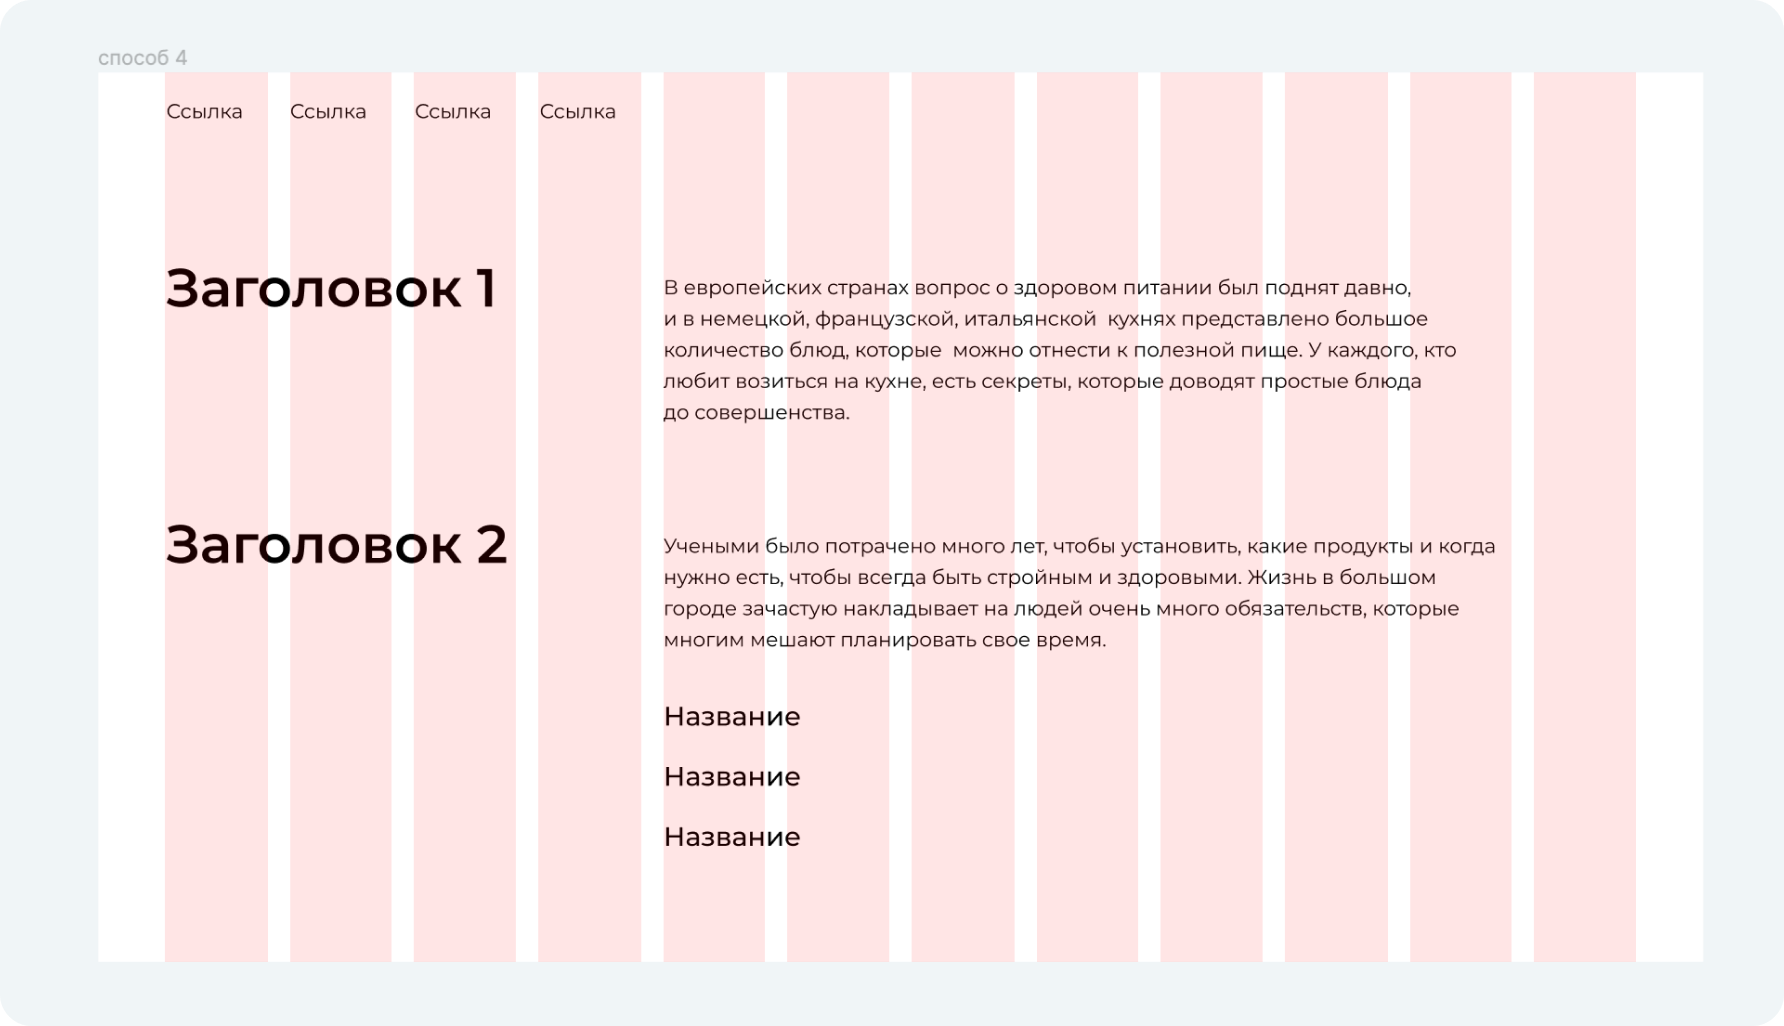 способ 4
Ссылка Ссылка Ссылка Ссылка
Заголовок 1
В европейских странах вопрос о здоровом питании был поднят давно,
и в немецкой, французской, итальянской  кухнях представлено большое
количество блюд, которые  можно отнести к полезной пище. У каждого, кто
любит возиться на кухне, есть секреты, которые доводят простые блюда
до совершенства.
Заголовок 2
Учеными было потрачено много лет, чтобы установить, какие продукты и когда
нужно есть, чтобы всегда быть стройным и здоровыми. Жизнь в большом
городе зачастую накладывает на людей очень много обязательств, которые
многим мешают планировать свое время.
Название
Название
Название